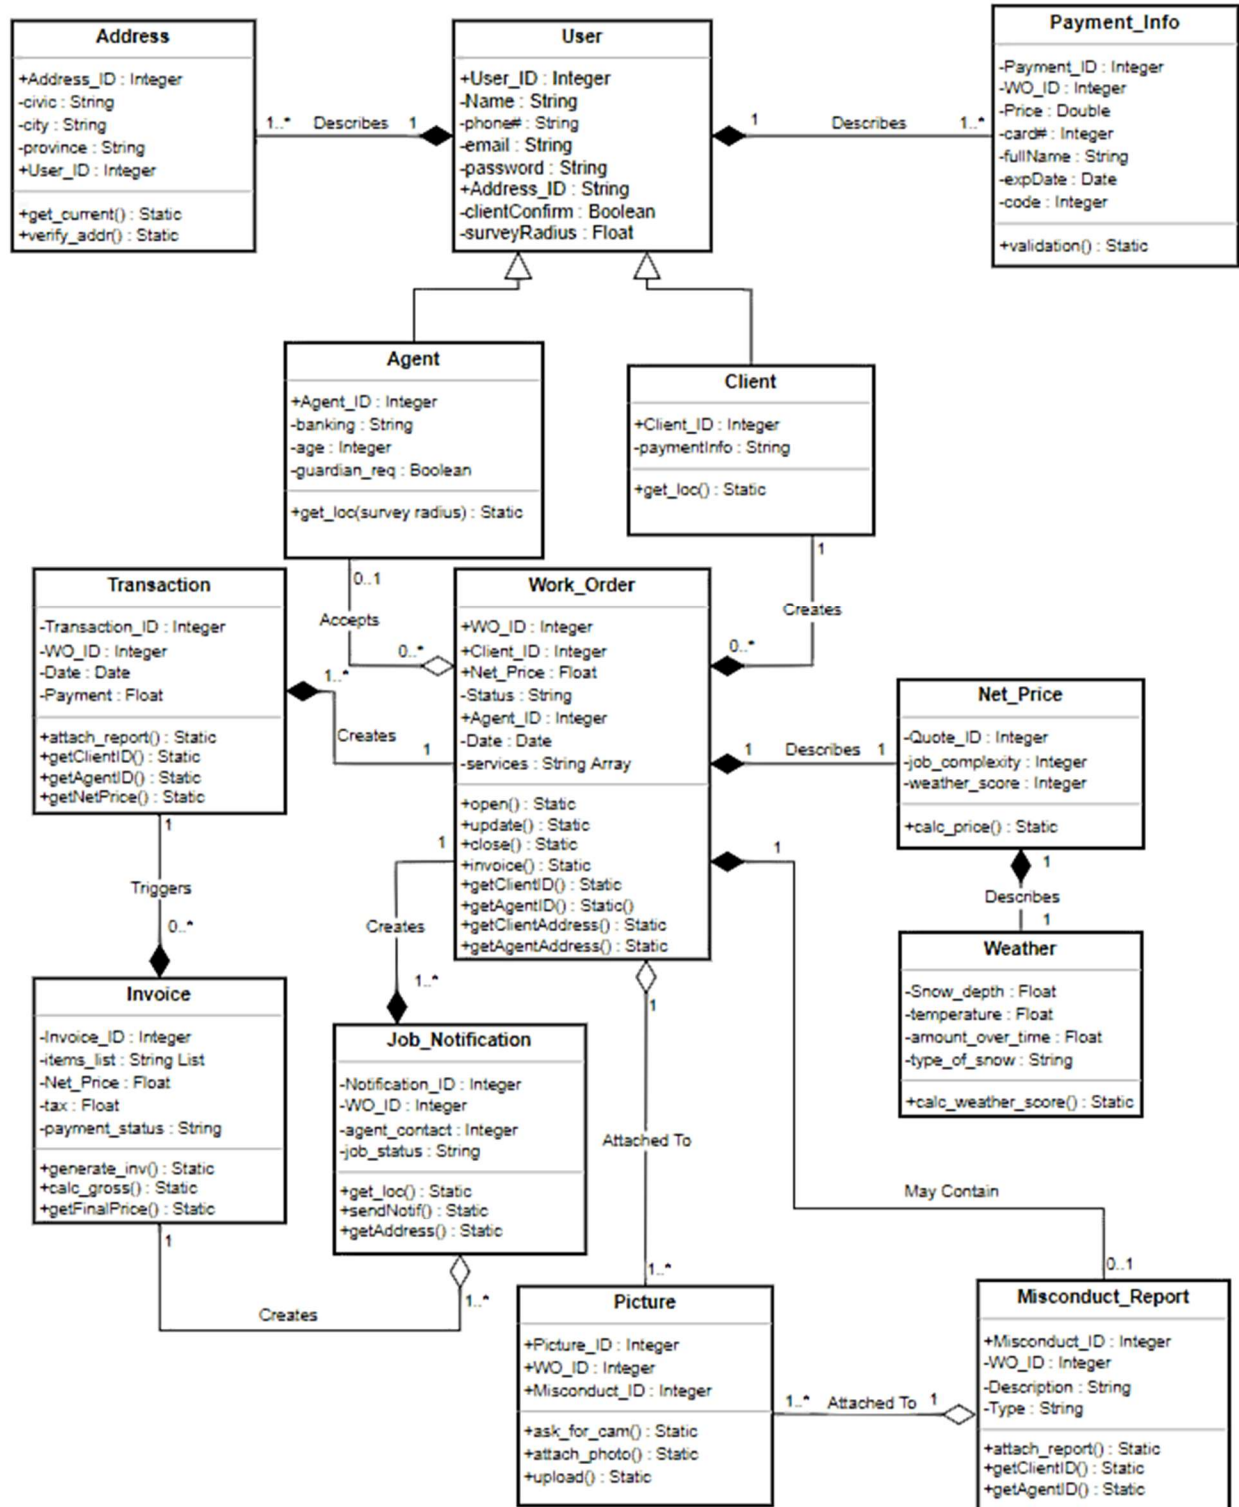 Address
+Address_ID : Integer
-civic : String
-city : String
-province : String
+User_ID : Integer
+get_current() : Static
+verify_addr() : Static
1..*
Describes
1
User
+User_ID : Integer
-Name : String
-phone# : String
-email : String
-password : String
+Address_ID : String
-clientConfirm : Boolean
-surveyRadius : Float
1
Describes
1..*
Payment_Info
-Payment_ID : Integer
-WO_ID : Integer
-Price : Double
-card# : Integer
-fullName : String
-expDate : Date
-code : Integer
+validation() : Static
Agent
+Agent_ID : Integer
-banking : String
-age : Integer
-guardian_req : Boolean
+get_loc(survey radius) : Static
Client
+Client_ID : Integer
-paymentInfo : String
+get_loc() : Static
0..1
Accepts
0..*
1
Creates
0..*
Transaction
-Transaction_ID : Integer
-WO_ID : Integer
-Date : Date
-Payment : Float
+attach_report() : Static
+getClientID() : Static
+getAgentID() : Static
+getNetPrice() : Static
1..*
Creates
1
Work_Order
+WO_ID : Integer
+Client_ID : Integer
+Net_Price : Float
-Status : String
+Agent_ID : Integer
-Date : Date
-services : String Array
+open() : Static
+update() : Static
+close() : Static
+invoice() : Static
+getClientID() : Static
+getAgentID() : Static()
+getClientAddress() : Static
+getAgentAddress() : Static
1
Describes
1
Net_Price
-Quote_ID : Integer
-job_complexity : Integer
-weather_score : Integer
+calc_price() : Static
1
Describes
1
Weather
-Snow_depth : Float
-temperature : Float
-amount_over_time : Float
-type_of_snow : String
+calc_weather_score() : Static
1
Triggers
0..*
1
Creates
1..*
Invoice
-Invoice_ID : Integer
-items_list : String List
-Net_Price : Float
-tax : Float
-payment_status : String
+generate_inv() : Static
+calc_gross() : Static
+getFinalPrice() : Static
Job_Notification
-Notification_ID : Integer
-WO_ID : Integer
-agent_contact : Integer
-job_status : String
+get_loc() : Static
+sendNotif() : Static
+getAddress() : Static
1
Creates
1..*
1
Attached To
1..*
1
May Contain
0..1
Picture
+Picture_ID : Integer
+WO_ID : Integer
+Misconduct_ID : Integer
+ask_for_cam() : Static
+attach_photo() : Static
+upload() : Static
1..*
Attached To
1
Misconduct_Report
+Misconduct_ID : Integer
-WO_ID : Integer
-Description : String
-Type : String
+attach_report() : Static
+getClientID() : Static
+getAgentID() : Static